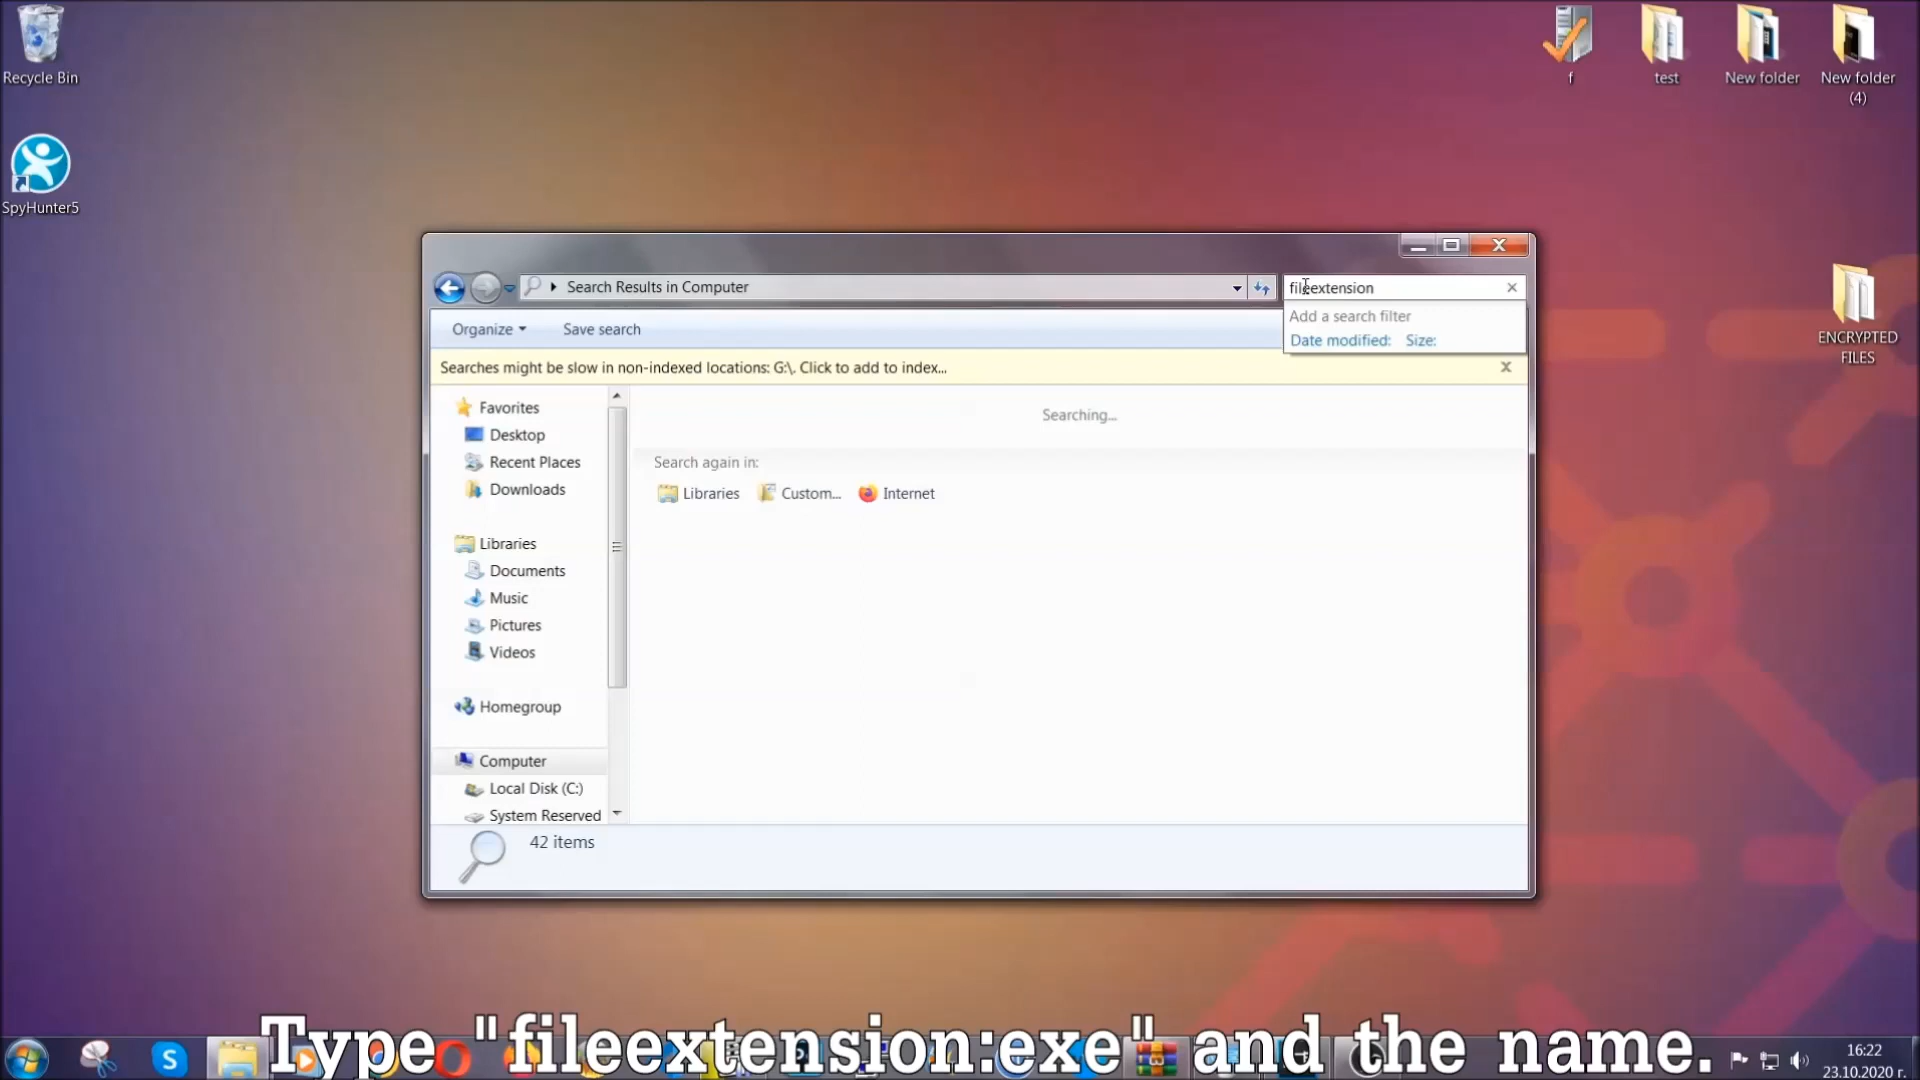 Recycle Bin
SpyHunter5
f
test
New folder
New folder
(4)
ENCRYPTED
FILES
Search Results in Computer
fileextension
Add a search filter
Date modified: Size:
Organize
Save search
Searches might be slow in non-indexed locations: G:\. Click to add to index...
Favorites
Desktop
Recent Places
Downloads
Libraries
Documents
Music
Pictures
Videos
Homegroup
Computer
Local Disk (C:)
System Reserved
Searching...
Search again in:
Libraries Custom... Internet
42 items
Type "fileextension:exe" and the name.
16:22
23.10.2020 г.